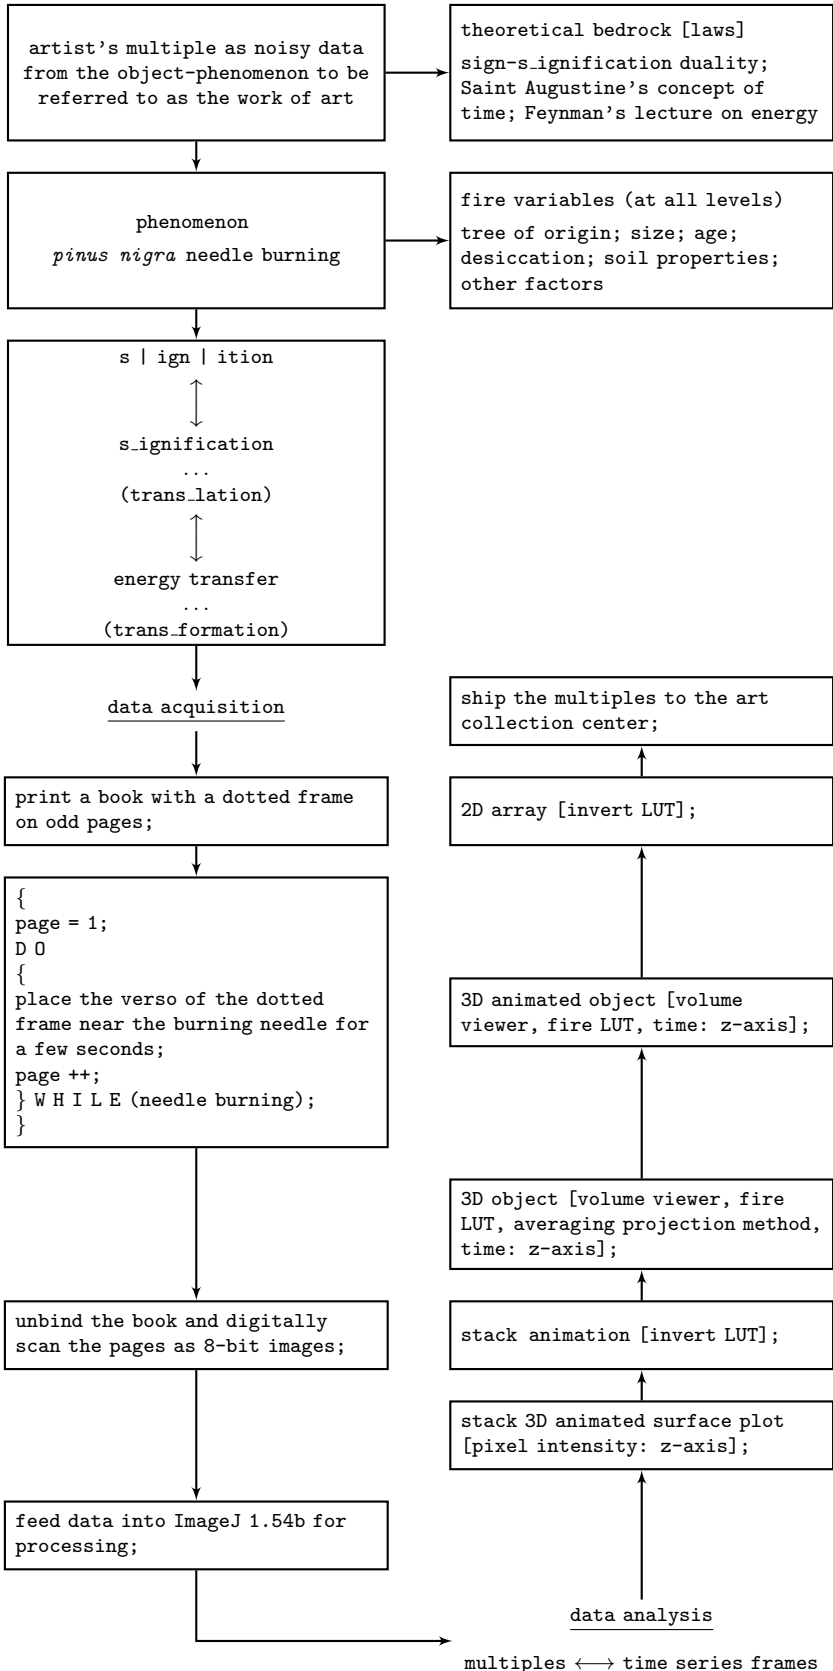 artist's multiple as noisy data
from the object-phenomenon to be
referred to as the work of art
theoretical bedrock [laws]
sign-s_ignification duality;
Saint Augustine's concept of
time; Feynman's lecture on energy
phenomenon
pinus nigra needle burning
fire variables (at all levels)
tree of origin; size; age;
desiccation; soil properties;
other factors
s | ign | ition
s_ignification
...
(trans_lation)
energy transfer
...
(trans_formation)
data acquisition
print a book with a dotted frame
on odd pages;
{
page = 1;
D O
{
place the verso of the dotted
frame near the burning needle for
a few seconds;
page ++;
} W H I L E (needle burning);
}
unbind the book and digitally
scan the pages as 8-bit images;
feed data into ImageJ 1.54b for
processing;
ship the multiples to the art
collection center;
2D array [invert LUT];
3D animated object [volume
viewer, fire LUT, time: z-axis];
3D object [volume viewer, fire
LUT, averaging projection method,
time: z-axis];
stack animation [invert LUT];
stack 3D animated surface plot
[pixel intensity: z-axis];
data analysis
multiples ⟷ time series frames